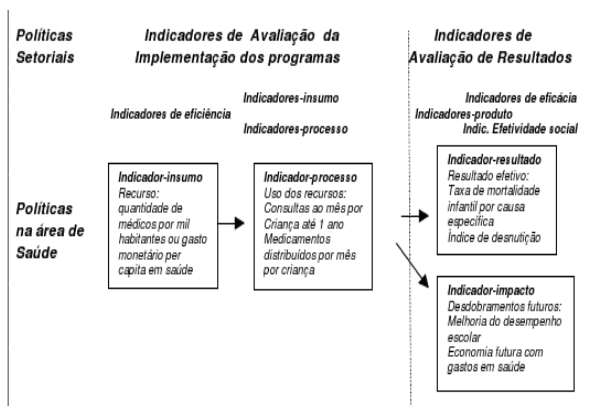 Políticas
Setoriais
Indicadores de Avaliação da
Implementação dos programas
Indicadores de
Avaliação de Resultados
Indicadores de eficiência
Indicadores-insumo
Indicadores-processo
Indicadores de eficácia
Indicadores-produto
Indic. Efetividade social
Políticas
na área de
Saúde
Indicador-insumo
Recurso:
quantidade de
médicos por mil
habitantes ou gasto
monetário per
capita em saúde
Indicador-processo
Uso dos recursos:
Consultas ao mês por
Criança até 1 ano
Medicamentos
distribuídos por mês
por criança
Indicador-resultado
Resultado efetivo:
Taxa de mortalidade
infantil por causa
específica
Índice de desnutição
Indicador-impacto
Desdobramentos futuros:
Melhoria do desempenho
escolar
Economia futura com
gastos em saúde